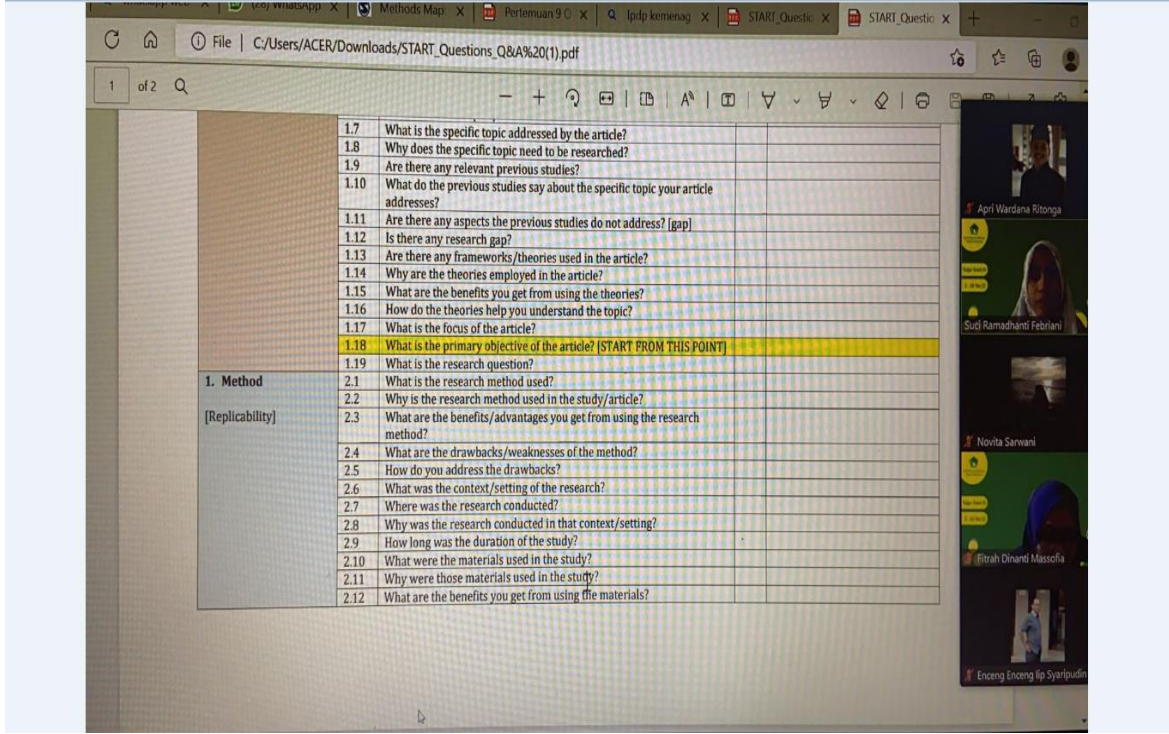 (28) WhatsApp
Methods Map
Pertemuan 9
lpdp kemenag
START_Questic
START_Questic
File | C:/Users/ACER/Downloads/START_Questions_Q&A%20(1).pdf
1 of 2
1.7 What is the specific topic addressed by the article?
1.8 Why does the specific topic need to be researched?
1.9 Are there any relevant previous studies?
1.10 What do the previous studies say about the specific topic your article
addresses?
1.11 Are there any aspects the previous studies do not address? [gap]
1.12 Is there any research gap?
1.13 Are there any frameworks/theories used in the article?
1.14 Why are the theories employed in the article?
1.15 What are the benefits you get from using the theories?
1.16 How do the theories help you understand the topic?
1.17 What is the focus of the article?
1.18 What is the primary objective of the article? [START FROM THIS POINT]
1.19 What is the research question?
1. Method
[Replicability]
2.1 What is the research method used?
2.2 Why is the research method used in the study/article?
2.3 What are the benefits/advantages you get from using the research
method?
2.4 What are the drawbacks/weaknesses of the method?
2.5 How do you address the drawbacks?
2.6 What was the context/setting of the research?
2.7 Where was the research conducted?
2.8 Why was the research conducted in that context/setting?
2.9 How long was the duration of the study?
2.10 What were the materials used in the study?
2.11 Why were those materials used in the study?
2.12 What are the benefits you get from using the materials?
Apri Wardana Ritonga
Suci Ramadhanti Febriani
Novita Sarwani
Fitrah Dinanti Massofia
Enceng Enceng lip Syaripudin